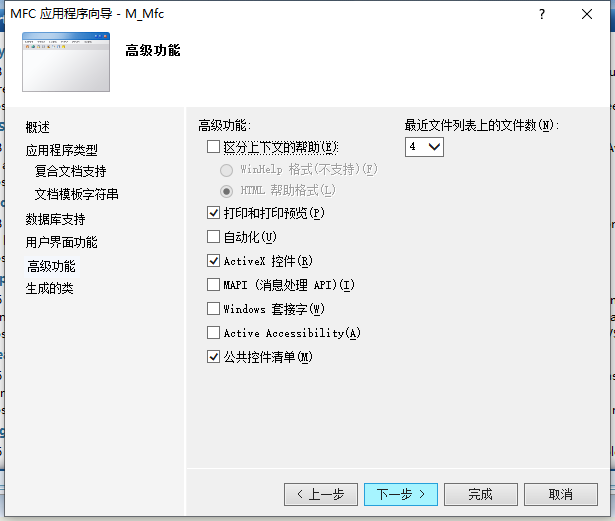 MFC 应用程序向导 - M_Mfc
高级功能
概述
应用程序类型
复合文档支持
文档模板字符串
数据库支持
用户界面功能
高级功能
生成的类
高级功能:
区分上下文的帮助(E)
WinHelp 格式(不支持)(F)
HTML 帮助格式(L)
打印和打印预览(P)
自动化(U)
ActiveX 控件(R)
MAPI (消息处理 API)(I)
Windows 套接字(W)
Active Accessibility(A)
公共控件清单(M)
最近文件列表上的文件数(N):
4
< 上一步
下一步 >
完成
取消